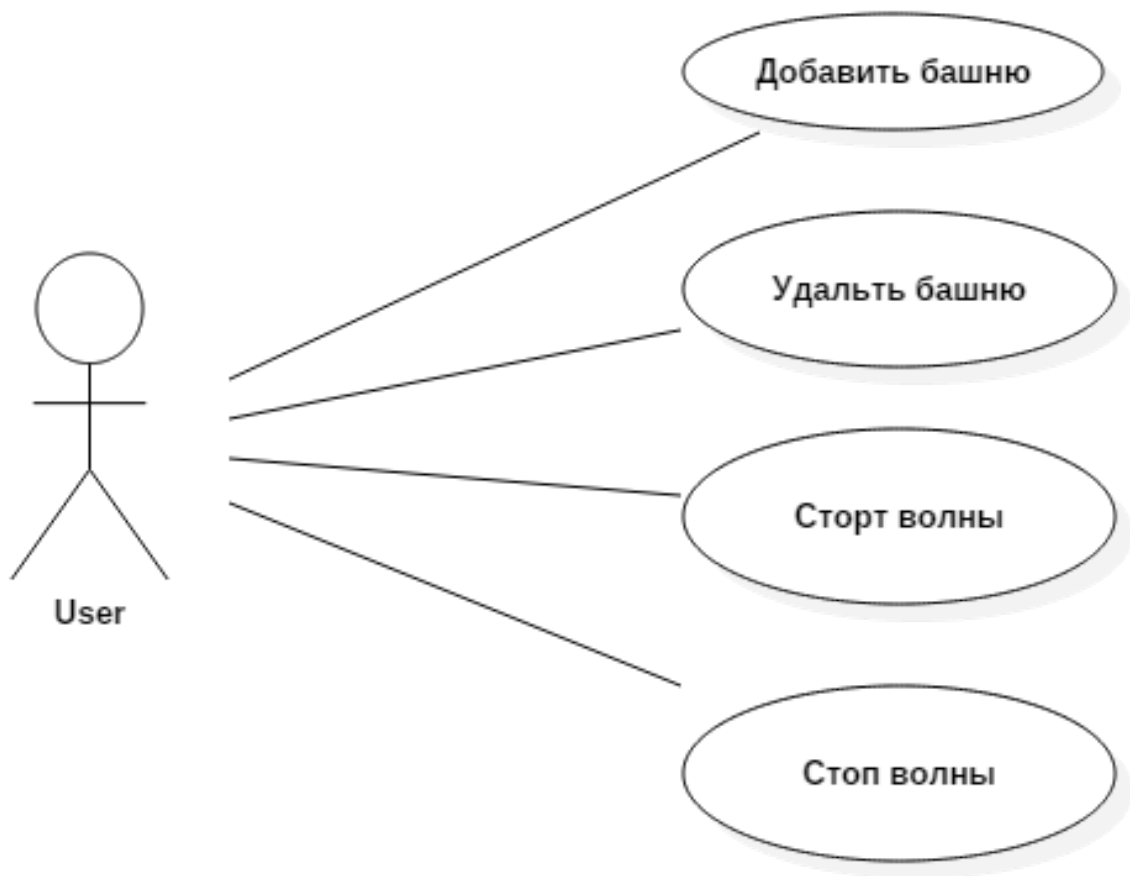 Добавить башню
Удальть башню
Сторт волны
User
Стоп волны